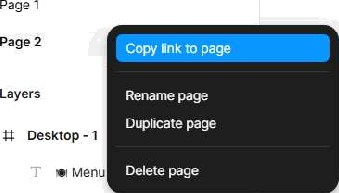 Page 1
Page 2
Copy link to page
Rename page
Layers
Duplicate page
Desktop - 1
Delete page
T 🍽 Menu